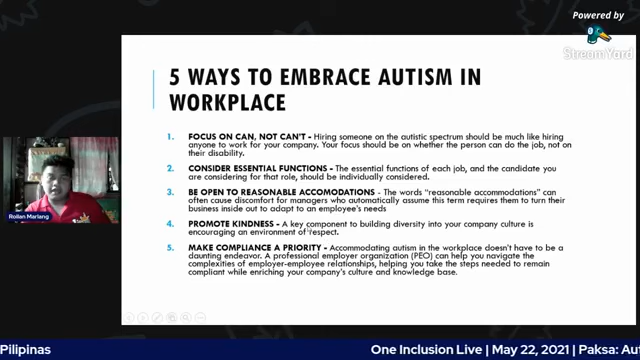 Powered by
StreamYard
5 WAYS TO EMBRACE AUTISM IN
WORKPLACE
1. FOCUS ON CAN, NOT CAN'T - Hiring someone on the autistic spectrum should be much like hiring
anyone to work for your company. Your focus should be on whether the person can do the job, not on
their disability.
2. CONSIDER ESSENTIAL FUNCTIONS - The essential functions of each job, and the candidate you
are considering for that role, should be individually considered.
3. BE OPEN TO REASONABLE ACCOMODATIONS - The words "reasonable accommodations" can
often cause discomfort for managers who automatically assume this term requires them to turn their
business inside out to adapt to an employee's needs
4. PROMOTE KINDNESS - A key component to building diversity into your company culture is
encouraging an environment of respect.
5. MAKE COMPLIANCE A PRIORITY - Accommodating autism in the workplace doesn't have to be a
daunting endeavor. A professional employer organization (PEO) can help you navigate the
complexities of employer-employee relationships, helping you take the steps needed to remain
compliant while enriching your company's culture and knowledge base.
Rollan Marlang
Pilipinas
One Inclusion Live | May 22, 2021 | Paksa: Aut